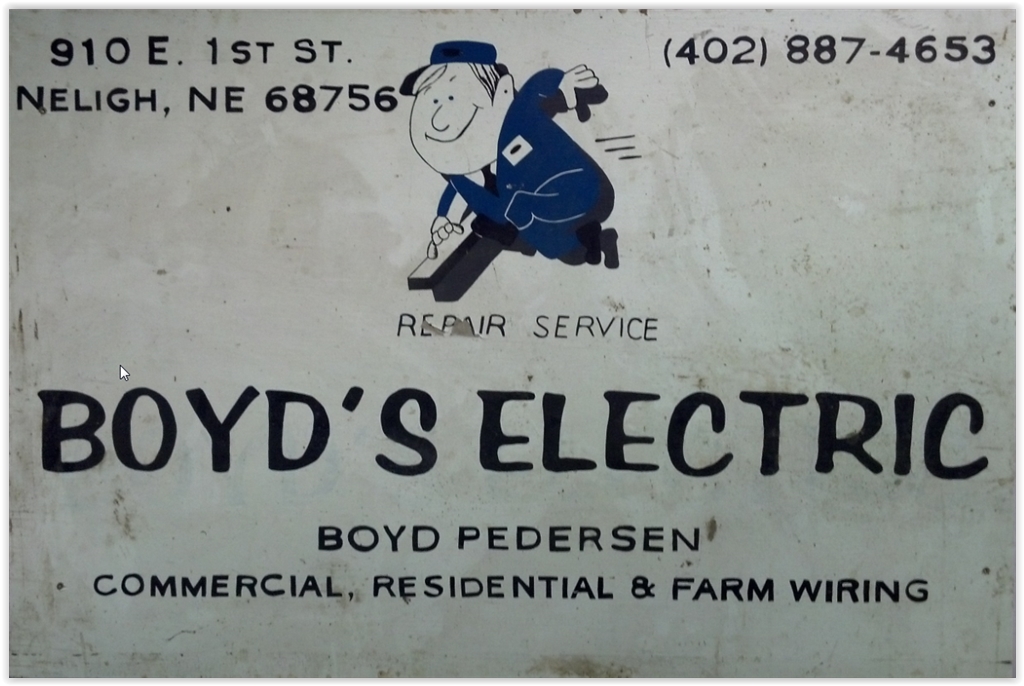 910 E. 1ST ST.
NELIGH, NE 68756
(402) 887-4653
REPAIR SERVICE
BOYD'S ELECTRIC
BOYD PEDERSEN
COMMERCIAL, RESIDENTIAL & FARM WIRING